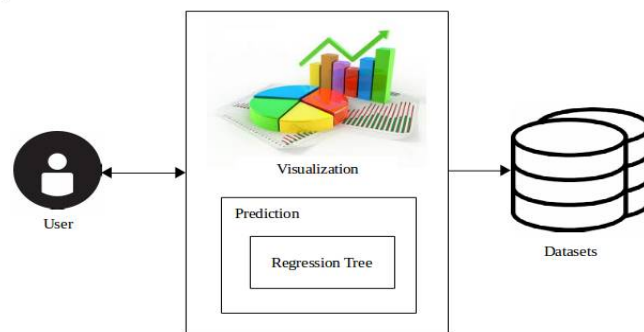 Visualization
Prediction
Regression Tree
User
Datasets